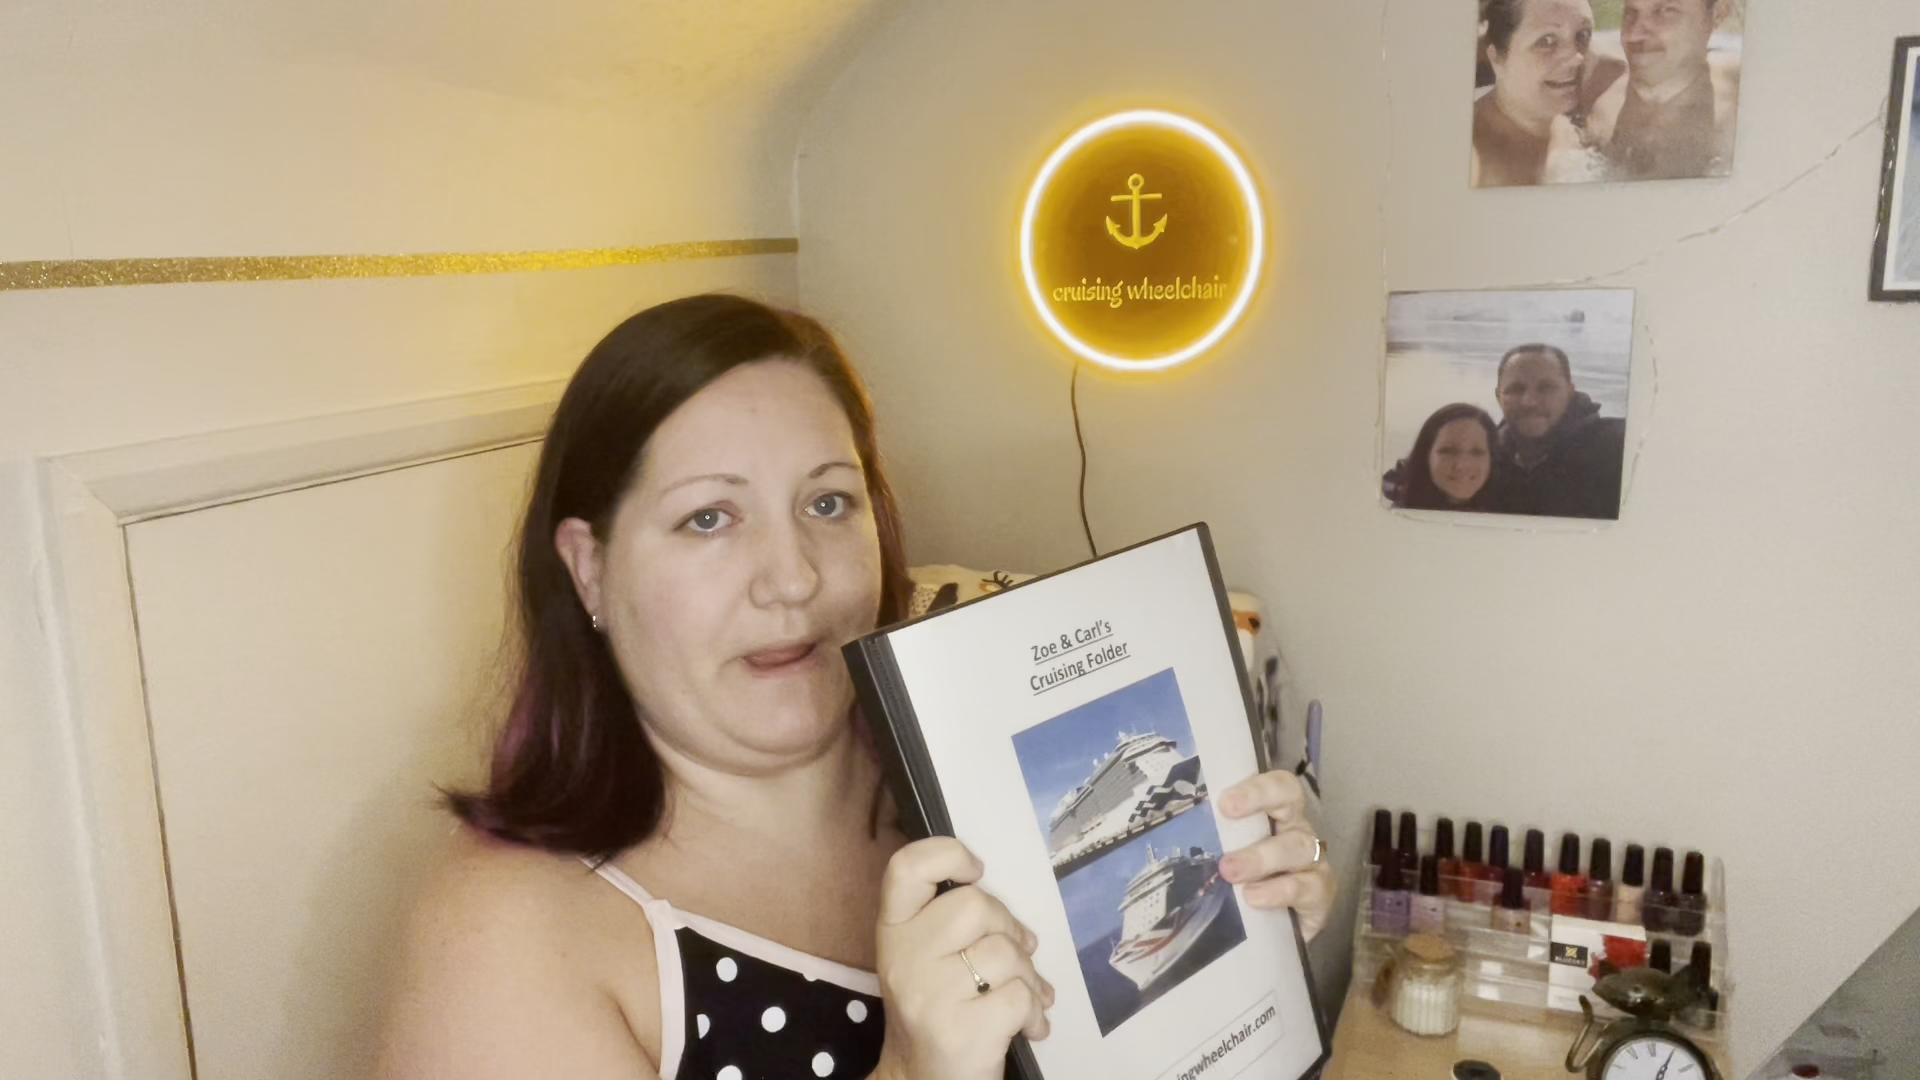 cruising wheelchair
Zoe & Carl's
Cruising Folder
ingwheelchair.com